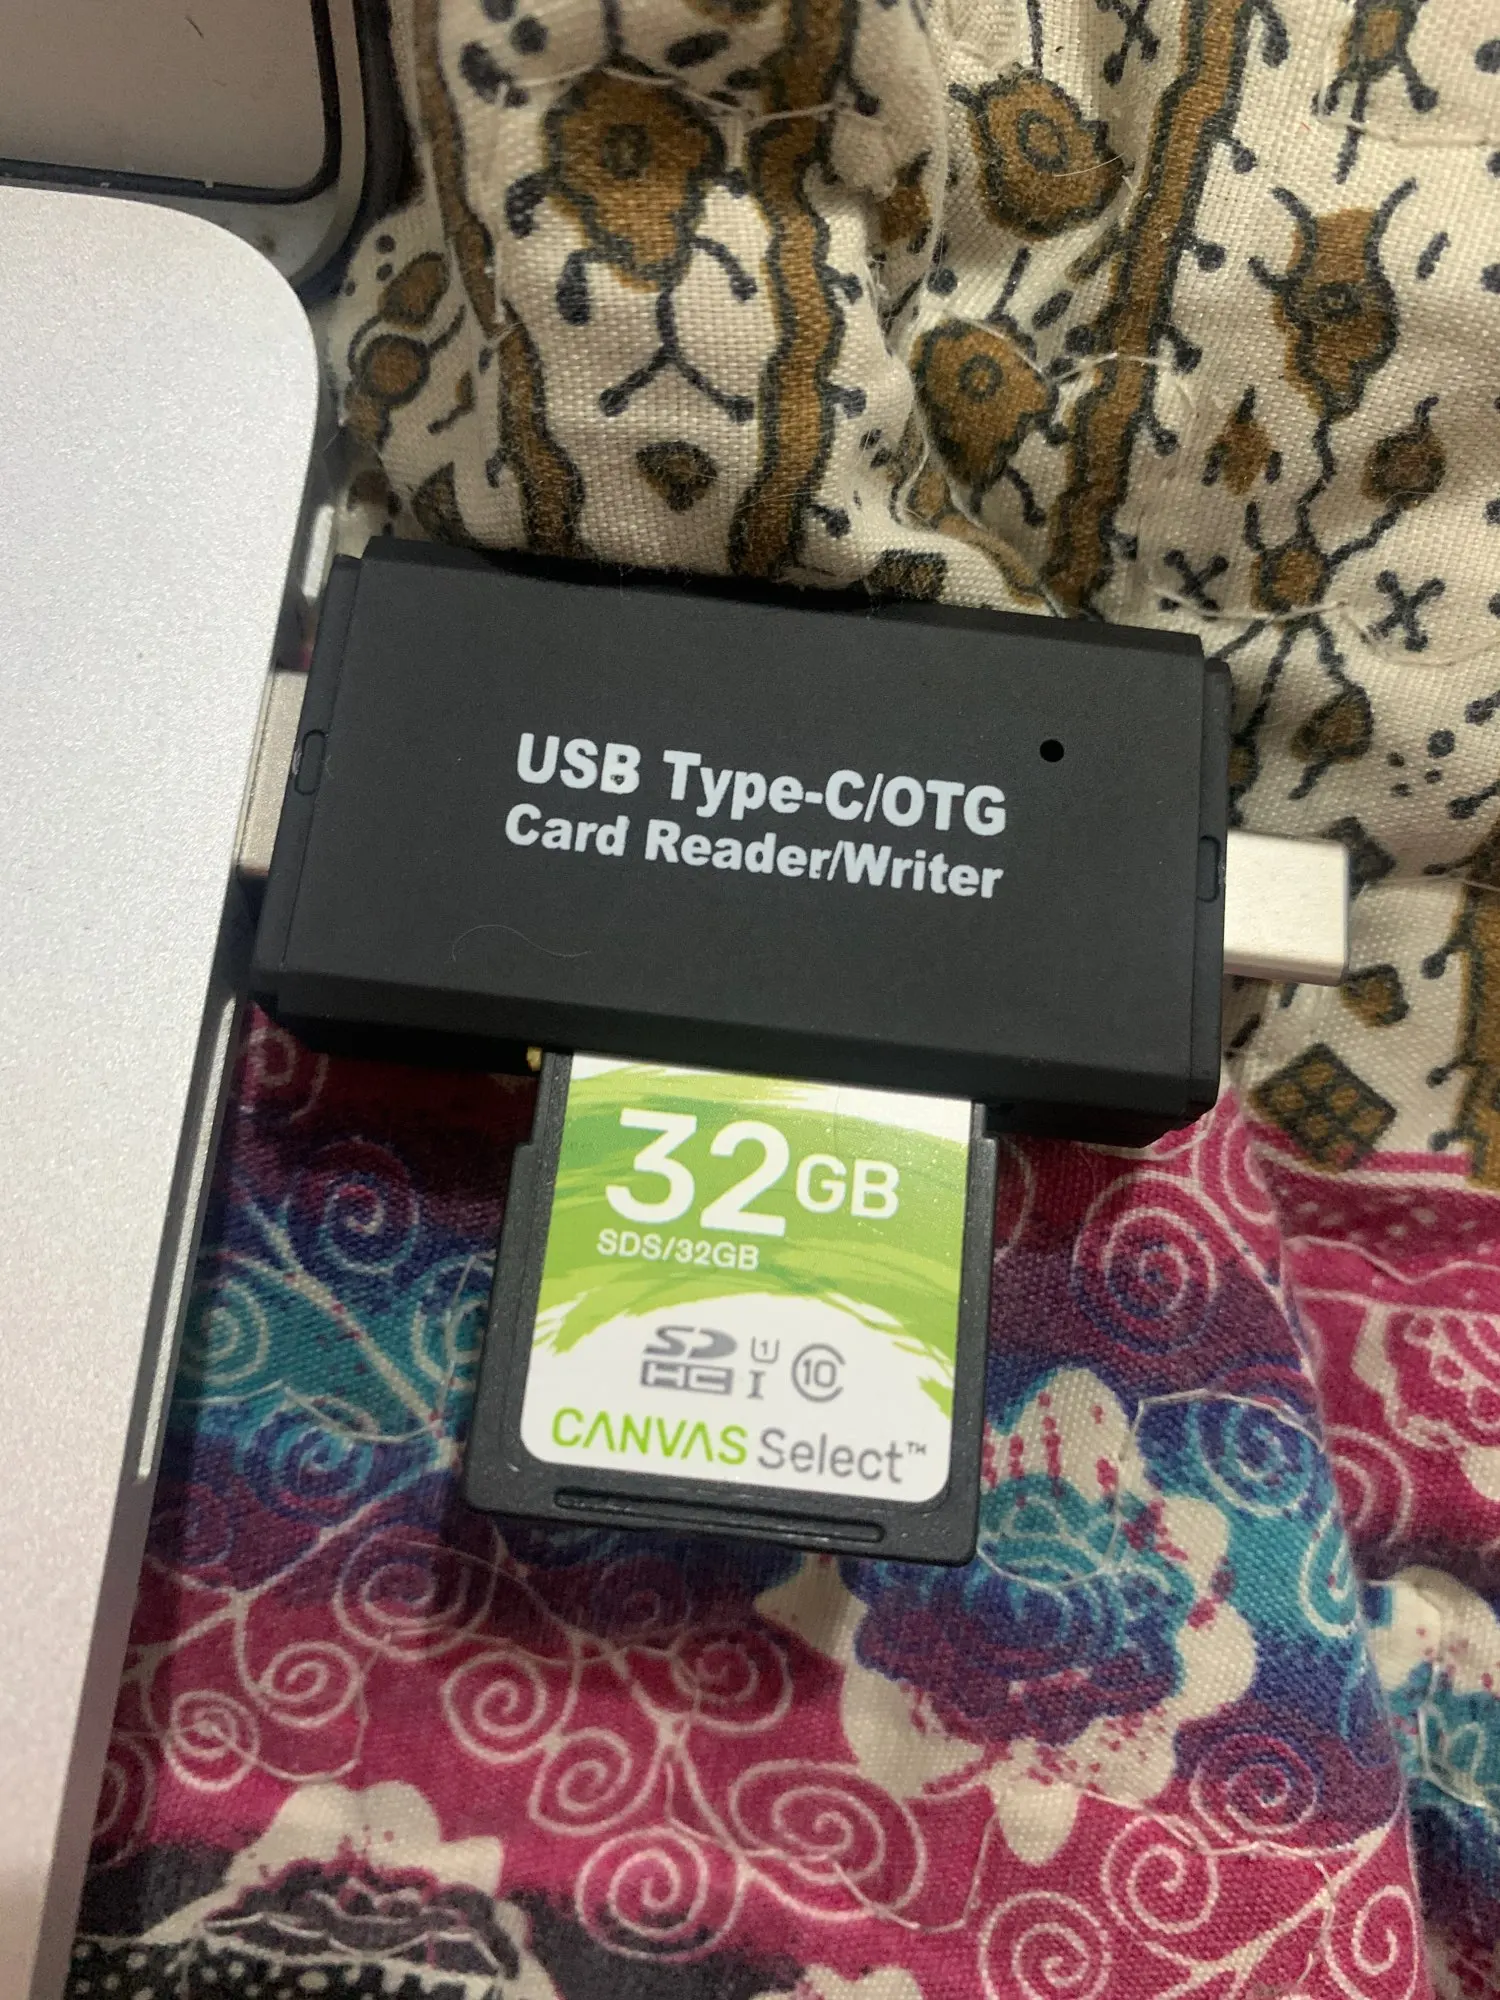 USB Type-C/OTG
Card Reader/Writer
32GB
SDS/32GB
SD HC U1 I 10
CANVAS Select™